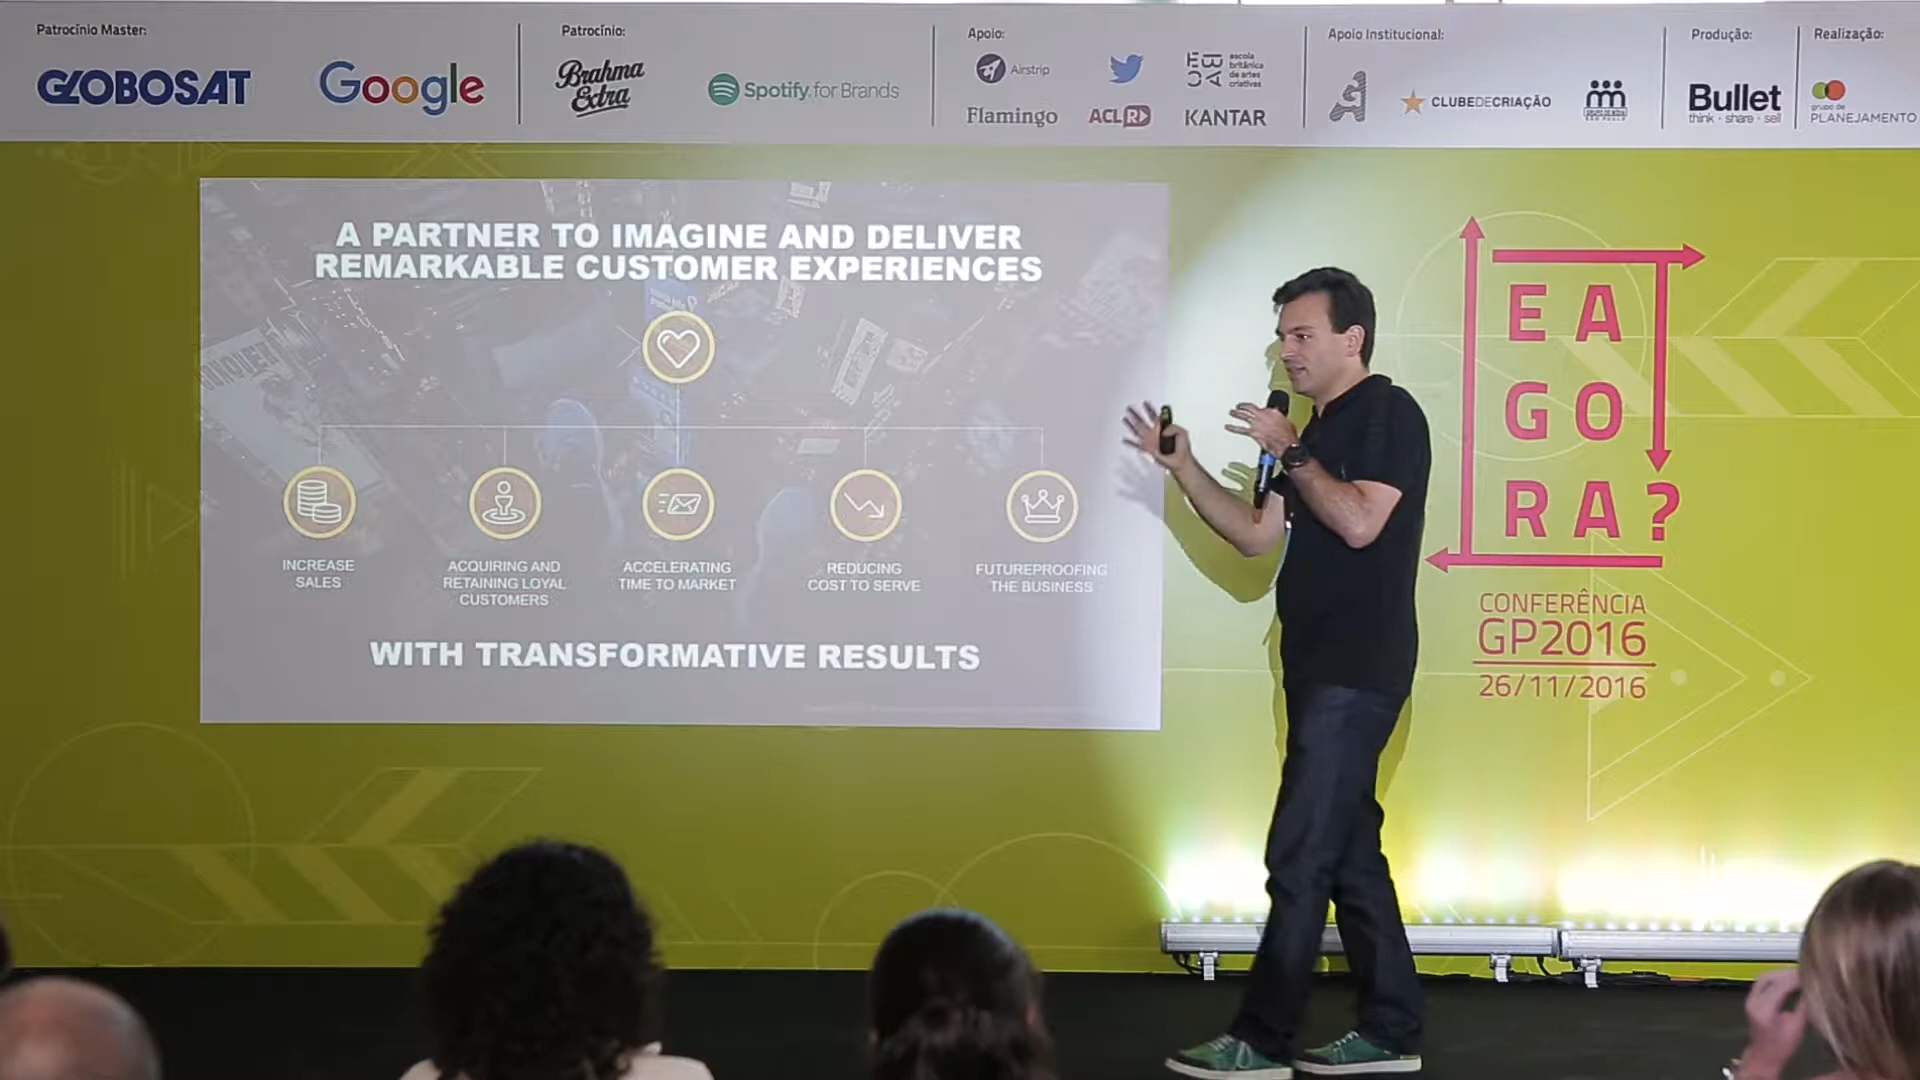 Patrocínio Master:
GLOBOSAT
Google
Patrocínio:
Brahma
Extra
Spotify for Brands
Apoio:
Airstrip
escola
britânica
de artes
criativas
Flamingo
ACLR
KANTAR
Apoio Institucional:
CLUBEDECRIAÇÃO
Produção:
Bullet
think · share · sell
Realização:
grupo de
PLANEJAMENTO
A PARTNER TO IMAGINE AND DELIVER
REMARKABLE CUSTOMER EXPERIENCES
INCREASE
SALES
ACQUIRING AND
RETAINING LOYAL
CUSTOMERS
ACCELERATING
TIME TO MARKET
REDUCING
COST TO SERVE
FUTUREPROOFING
THE BUSINESS
WITH TRANSFORMATIVE RESULTS
E A
G O
R A ?
CONFERÊNCIA
GP2016
26/11/2016